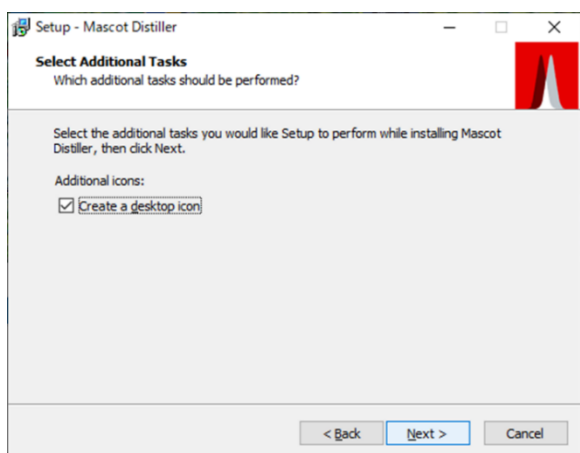 Setup - Mascot Distiller
Select Additional Tasks
Which additional tasks should be performed?
Select the additional tasks you would like Setup to perform while installing Mascot
Distiller, then click Next.
Additional icons:
Create a desktop icon
< Back
Next >
Cancel